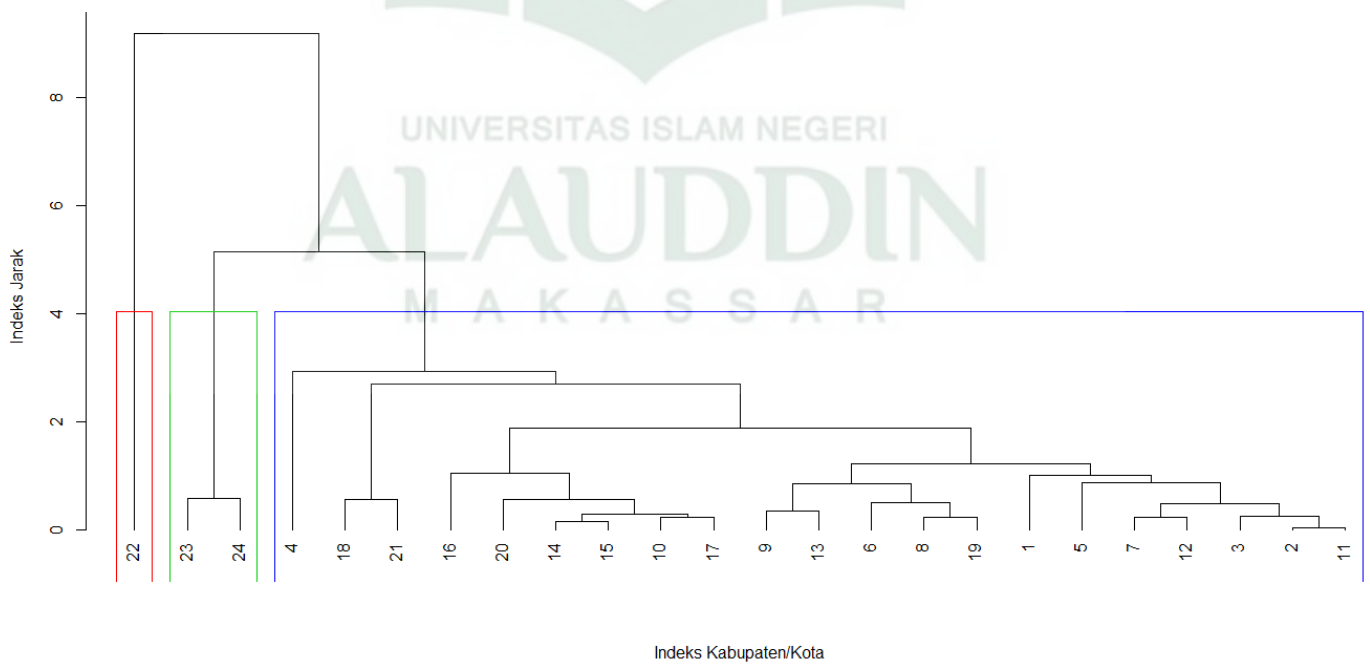 UNIVERSITAS ISLAM NEGERI
ALAUDDIN
MAKASSAR
Indeks Jarak
8
6
4
2
0
22 23 24 4 18 21 16 20 14 15 10 17 9 13 6 8 19 1 5 7 12 3 2 11
Indeks Kabupaten/Kota